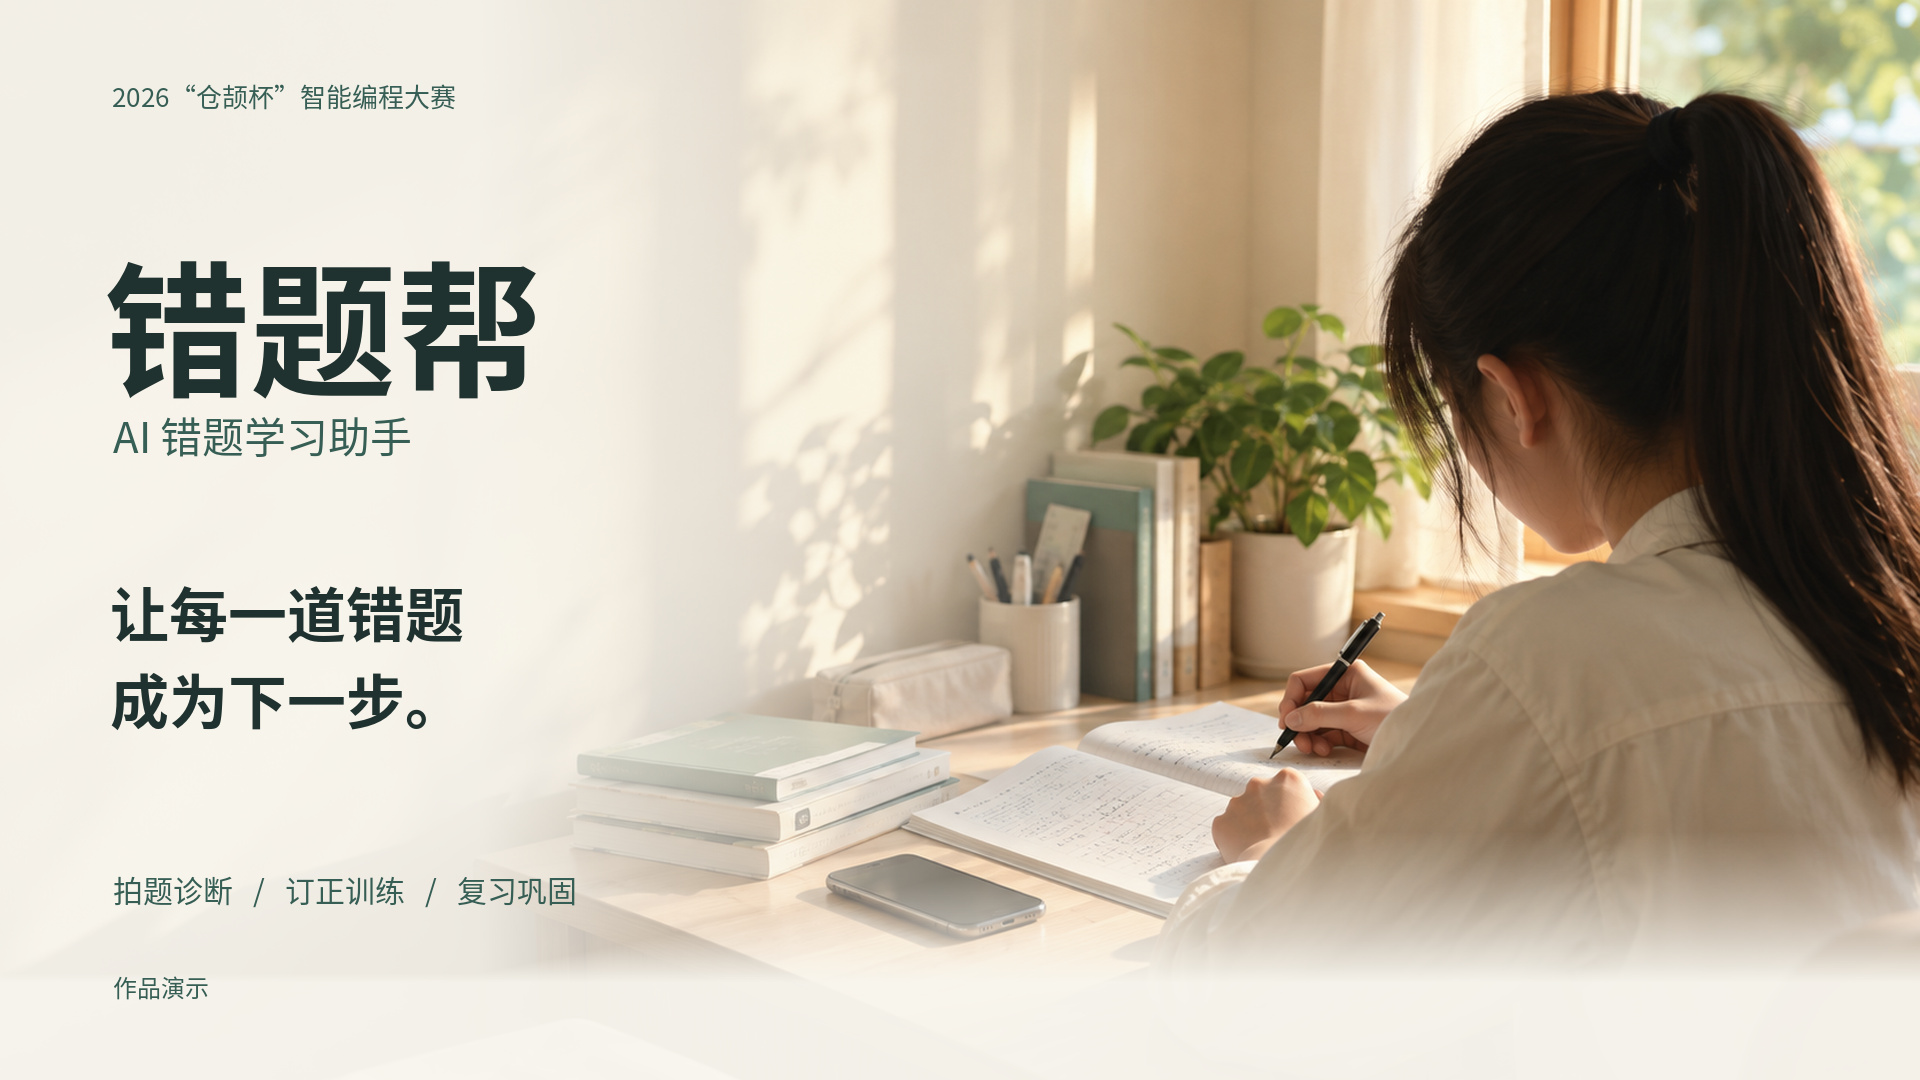 2026“仓颉杯”智能编程大赛
错题帮
AI 错题学习助手
让每一道错题
成为下一步。
拍题诊断 / 订正训练 / 复习巩固
作品演示